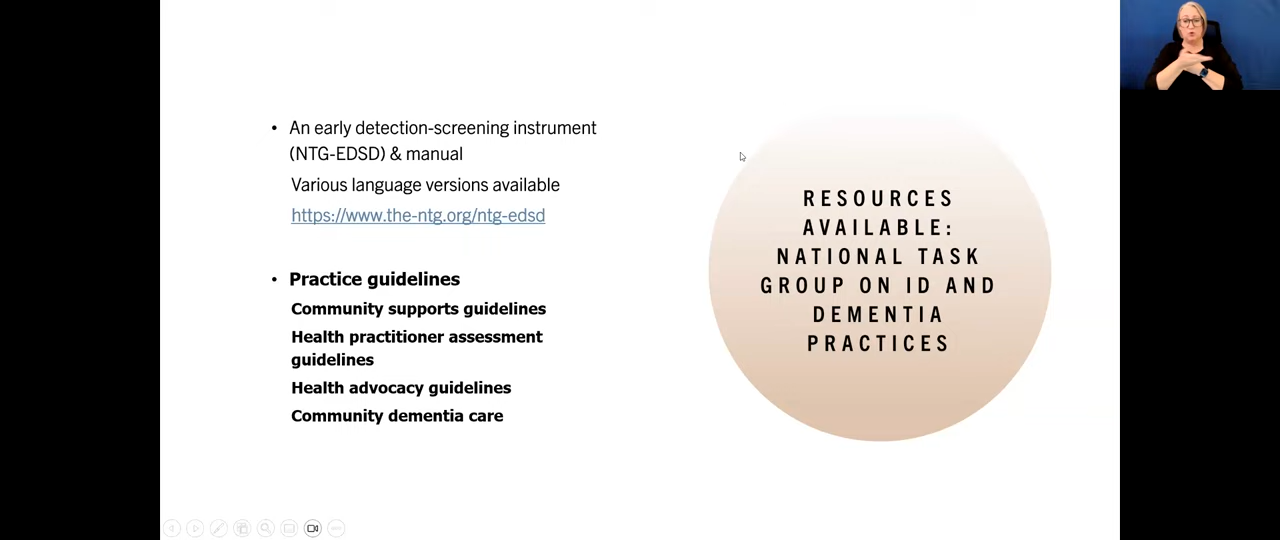 • An early detection-screening instrument
(NTG-EDSD) & manual
Various language versions available
https://www.the-ntg.org/ntg-edsd
• Practice guidelines
Community supports guidelines
Health practitioner assessment
guidelines
Health advocacy guidelines
Community dementia care
RESOURCES
AVAILABLE:
NATIONAL TASK
GROUP ON ID AND
DEMENTIA
PRACTICES